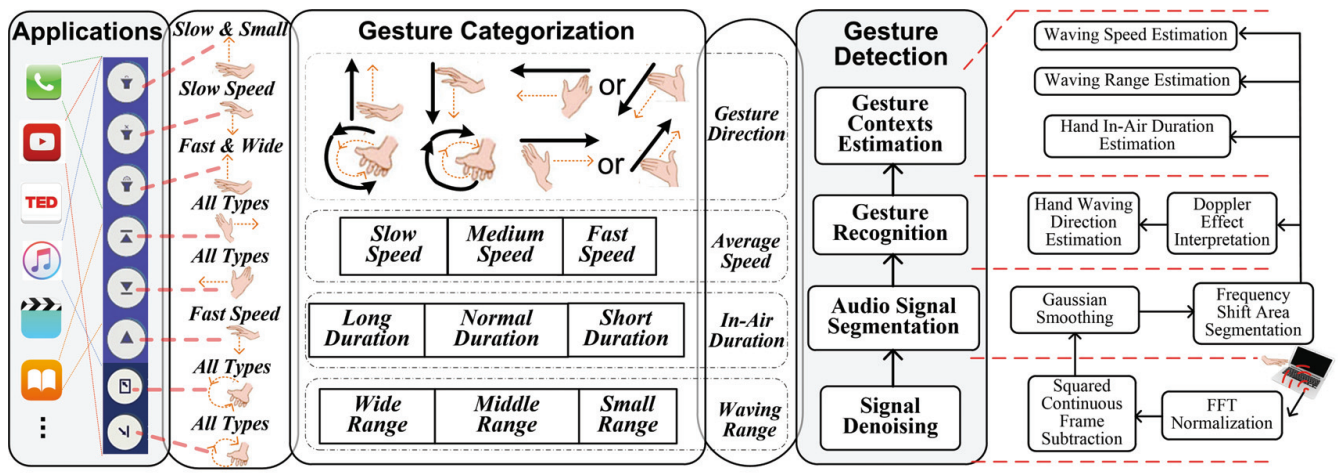 Applications
TED
...
Slow & Small
Slow Speed
Fast & Wide
All Types
All Types
Fast Speed
All Types
All Types
Gesture Categorization
or
or
Gesture
Direction
Slow
Speed
Medium
Speed
Fast
Speed
Average
Speed
Long
Duration
Normal
Duration
Short
Duration
In-Air
Duration
Wide
Range
Middle
Range
Small
Range
Waving
Range
Gesture
Detection
Gesture
Contexts
Estimation
Gesture
Recognition
Audio Signal
Segmentation
Signal
Denoising
Waving Speed Estimation
Waving Range Estimation
Hand In-Air Duration
Estimation
Hand Waving
Direction
Estimation
Doppler
Effect
Interpretation
Gaussian
Smoothing
Frequency
Shift Area
Segmentation
Squared
Continuous
Frame
Subtraction
FFT
Normalization